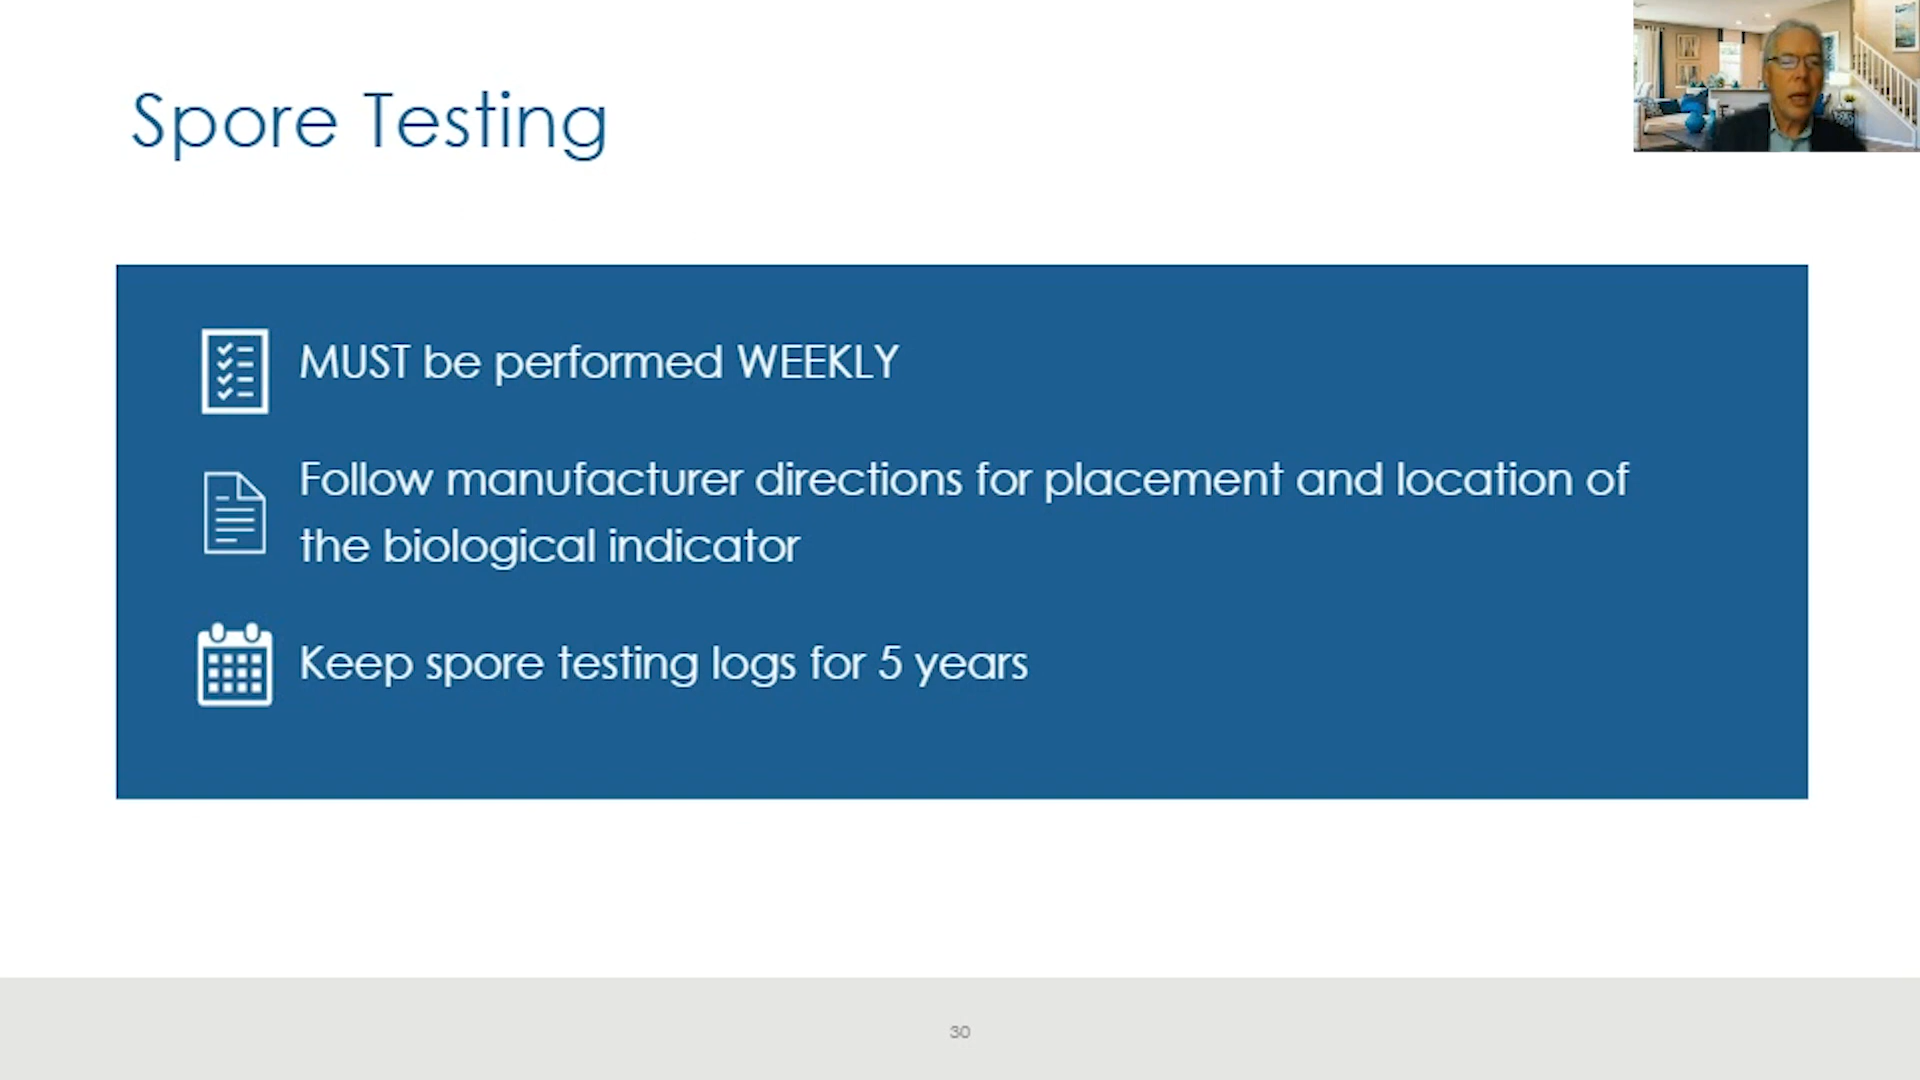 Spore Testing
MUST be performed WEEKLY
Follow manufacturer directions for placement and location of
the biological indicator
Keep spore testing logs for 5 years
30